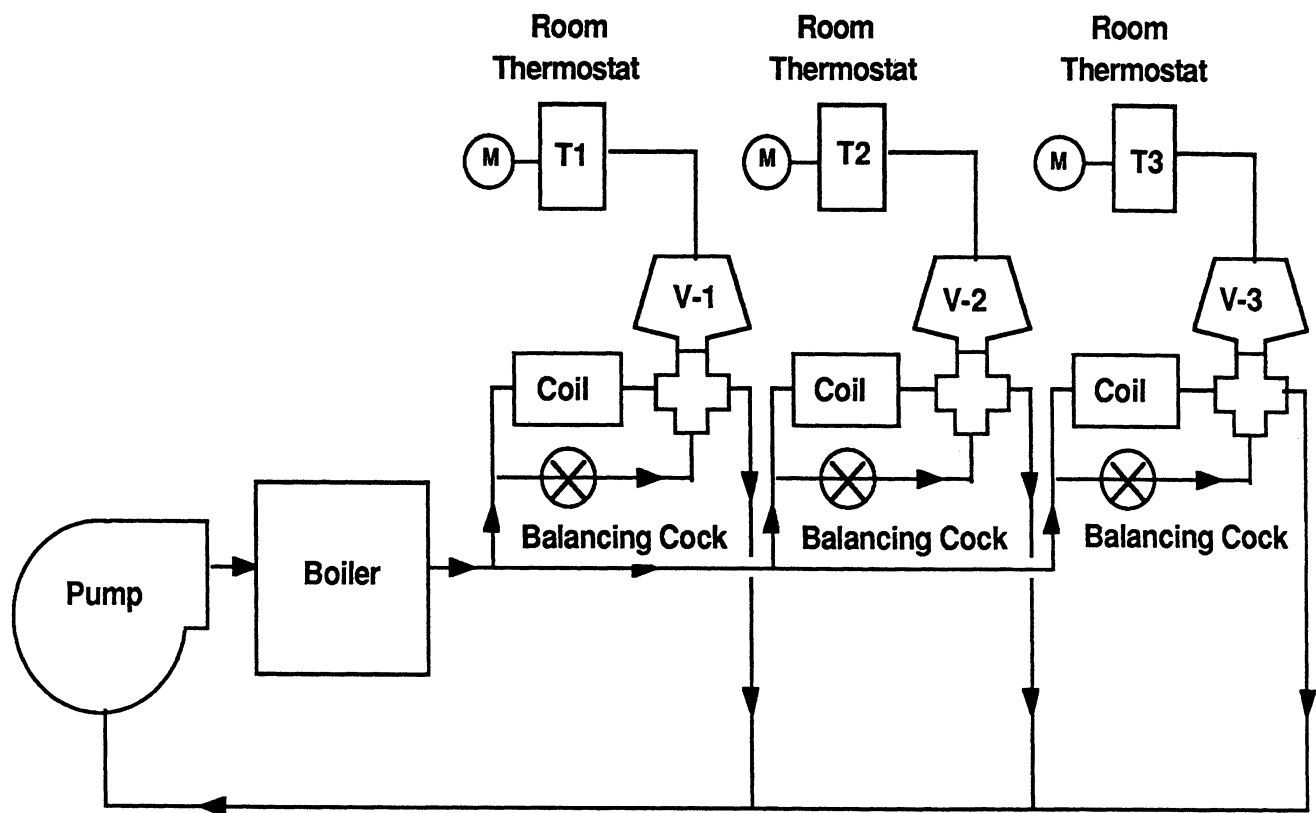 Room
Thermostat
Room
Thermostat
Room
Thermostat
M
T1
M
T2
M
T3
V-1
V-2
V-3
Coil
Coil
Coil
Balancing Cock
Balancing Cock
Balancing Cock
Pump
Boiler